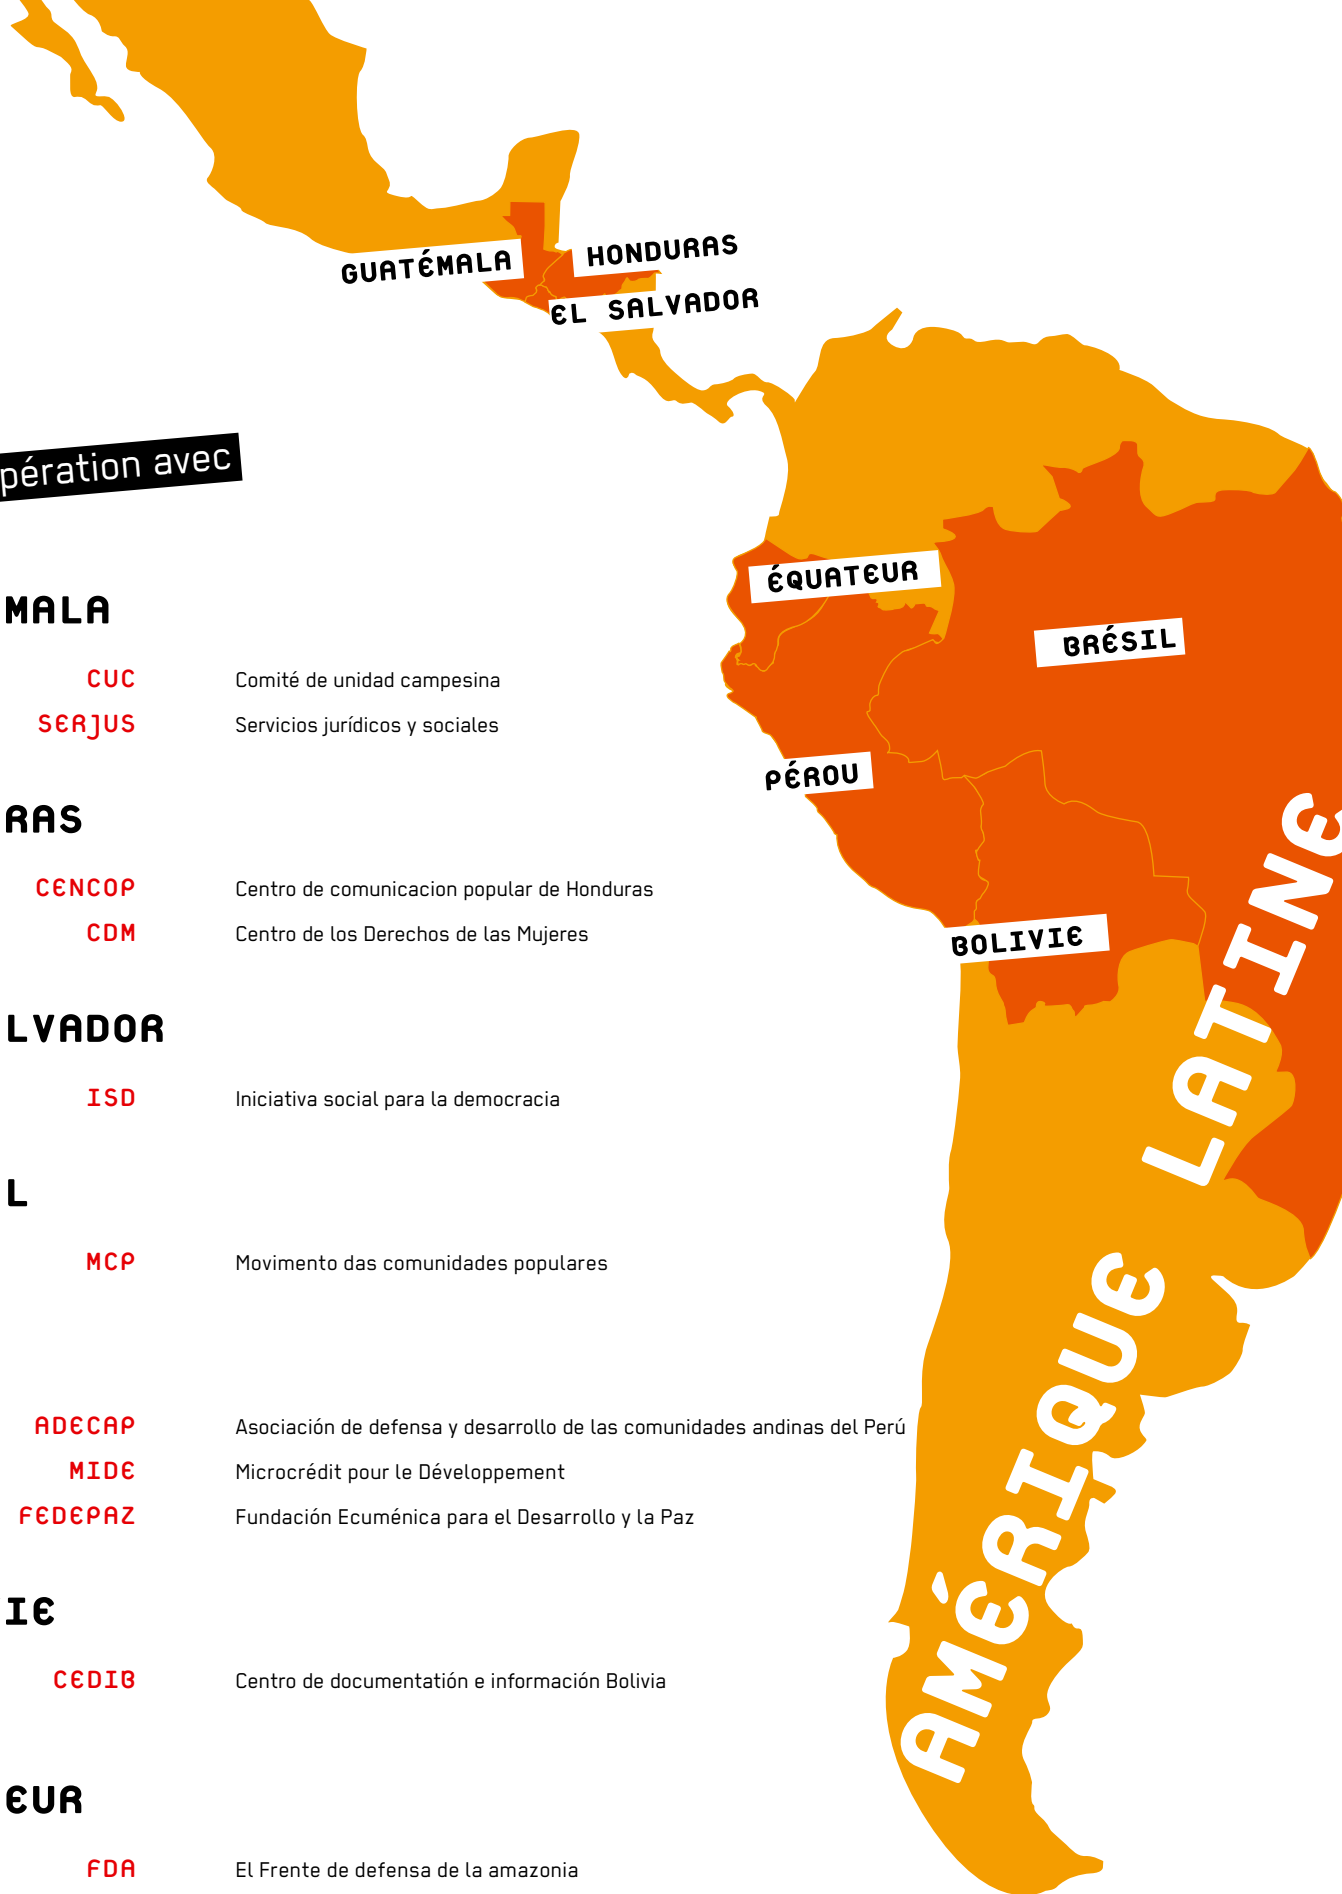 GUATÉMALA
HONDURAS
EL SALVADOR
pération avec
ÉQUATEUR
BRÉSIL
PÉROU
BOLIVIE
AMÉRIQUE LATINE
MALA
CUC Comité de unidad campesina
SERJUS Servicios jurídicos y sociales
RAS
CENCOP Centro de comunicacion popular de Honduras
CDM Centro de los Derechos de las Mujeres
LVADOR
ISD Iniciativa social para la democracia
L
MCP Movimento das comunidades populares
ADECAP Asociación de defensa y desarrollo de las comunidades andinas del Perú
MIDE Microcrédit pour le Développement
FEDEPAZ Fundación Ecuménica para el Desarrollo y la Paz
IE
CEDIB Centro de documentatión e información Bolivia
EUR
FDA El Frente de defensa de la amazonia